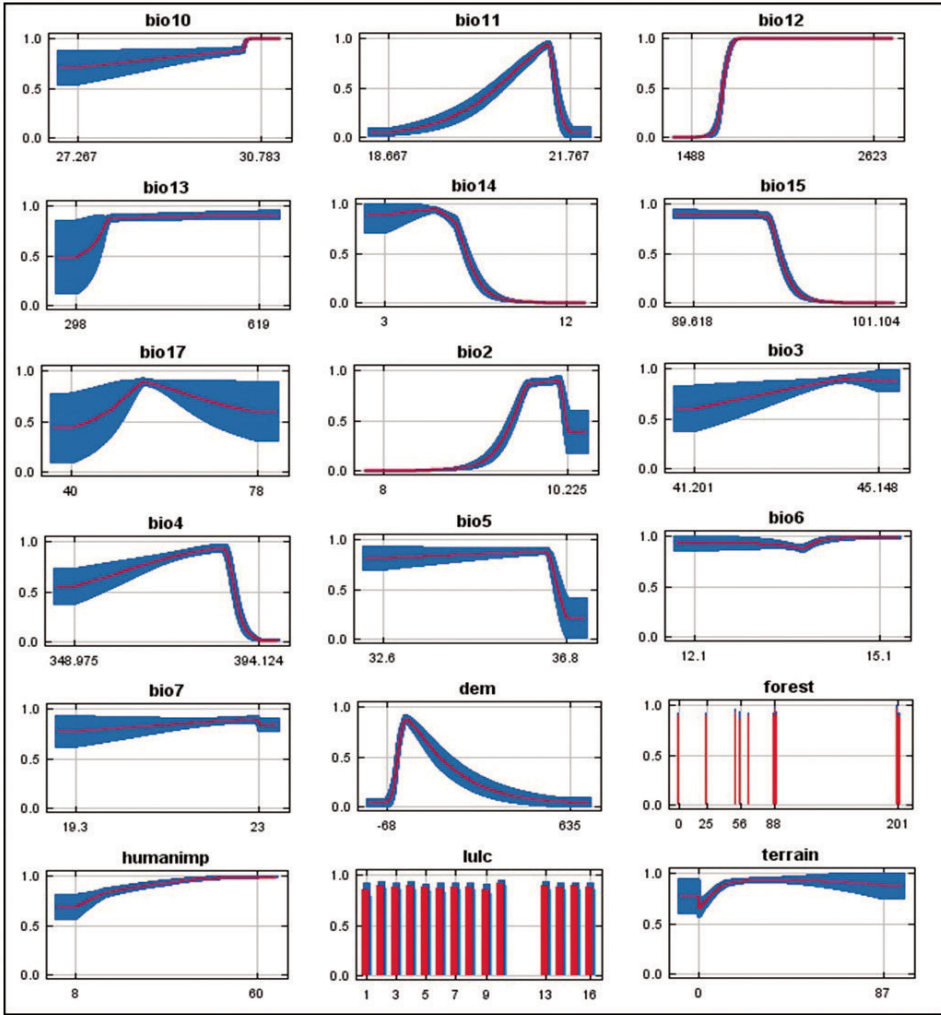 bio10 bio11 bio12
1.0 1.0 1.0
0.5 0.5 0.5
0.0 0.0 0.0
27.267 30.783 18.667 21.767 1488 2623
bio13 bio14 bio15
1.0 1.0 1.0
0.5 0.5 0.5
0.0 0.0 0.0
298 619 3 12 89.618 101.104
bio17 bio2 bio3
1.0 1.0 1.0
0.5 0.5 0.5
0.0 0.0 0.0
40 78 8 10.225 41.201 45.148
bio4 bio5 bio6
1.0 1.0 1.0
0.5 0.5 0.5
0.0 0.0 0.0
348.975 394.124 32.6 36.8 12.1 15.1
bio7 dem forest
1.0 1.0 1.0
0.5 0.5 0.5
0.0 0.0 0.0
19.3 23 -68 635 0 25 56 88 201
humanimp lulc terrain
1.0 1.0 1.0
0.5 0.5 0.5
0.0 0.0 0.0
8 60 1 3 5 7 9 13 16 0 87